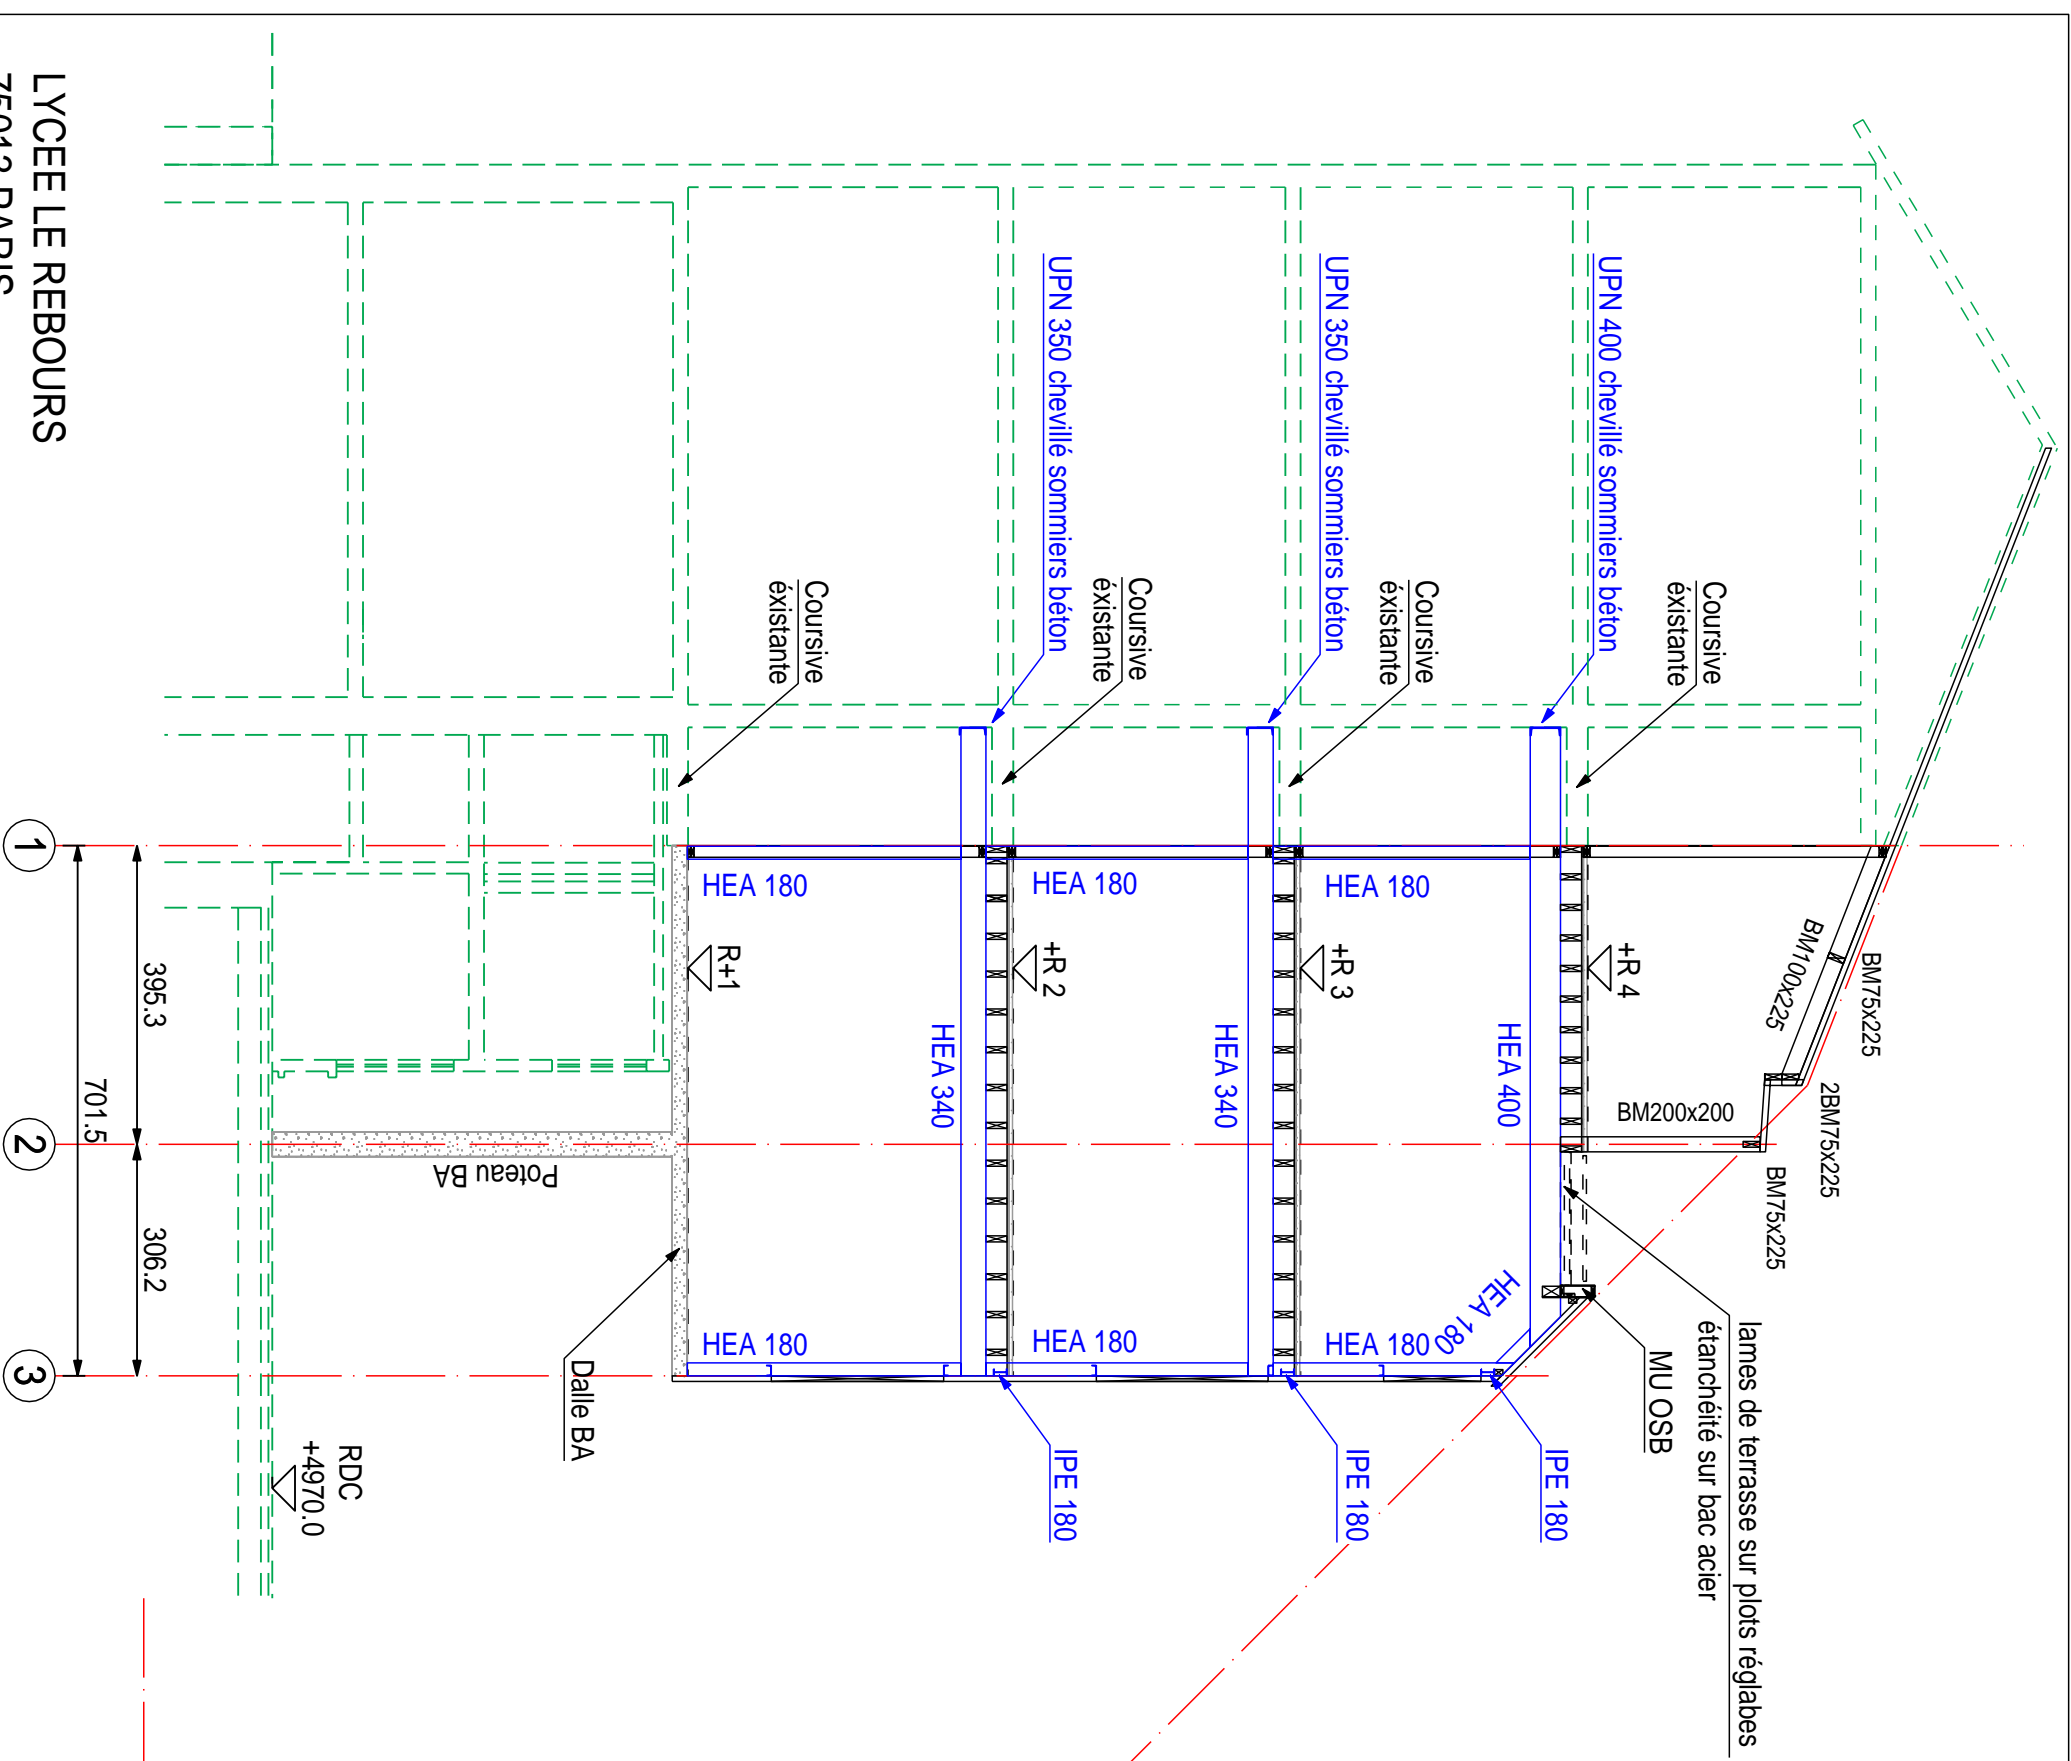 lames de terrasse sur plots réglabes
étanchéité sur bac acier
MU OSB
BM75x225
2BM75x225
BM75x225
BM100x225
BM200x200
UPN 400 chevillé sommiers béton
Coursive
éxistante
+R 4
HEA 400
HEA 180
IPE 180
UPN 350 chevillé sommiers béton
Coursive
éxistante
HEA 180
+R 3
HEA 340
HEA 180
IPE 180
UPN 350 chevillé sommiers béton
Coursive
éxistante
HEA 180
+R 2
HEA 340
HEA 180
IPE 180
Coursive
éxistante
HEA 180
R+1
HEA 180
Dalle BA
Poteau BA
RDC
+4970.0
395.3
306.2
701.5
1
2
3
LYCEE LE REBOURS